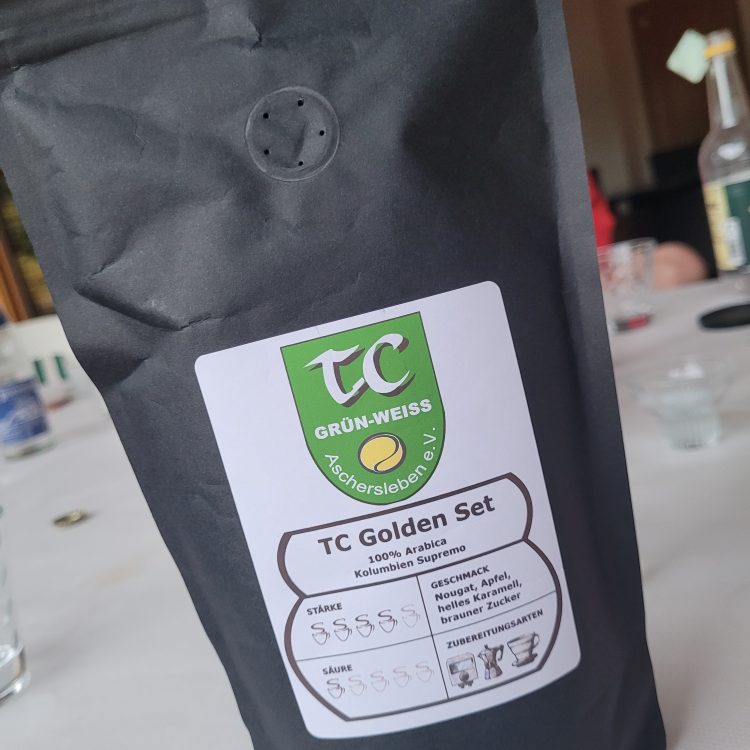 TC
GRÜN-WEISS
Aschersleben e.V.
TC Golden Set
100% Arabica
Kolumbien Supremo
STÄRKE
GESCHMACK
Nougat, Apfel,
helles Karamell,
brauner Zucker
SÄURE
ZUBEREITUNGSARTEN